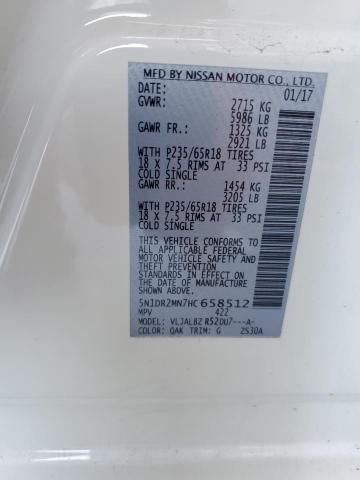 MFD BY NISSAN MOTOR CO., LTD.
DATE: 01/17
GVWR: 2715 KG
5986 LB
GAWR FR: 1325 KG
2921 LB
WITH P235/65R18 TIRES
18 X 7.5 RIMS AT 33 PSI
COLD SINGLE
GAWR RR: 1454 KG
3205 LB
WITH P235/65R18 TIRES
18 X 7.5 RIMS AT 33 PSI
COLD SINGLE
THIS VEHICLE CONFORMS TO
ALL APPLICABLE FEDERAL
MOTOR VEHICLE SAFETY AND
BUMPER STANDARDS IN
EFFECT ON THE DATE OF
MANUFACTURE SHOWN ABOVE.
5N1DR2MN7HC658512
MPV 422
MODEL: VLJALBZ R52DU7---A-
COLOR: QAK TRIM: G ZS30A